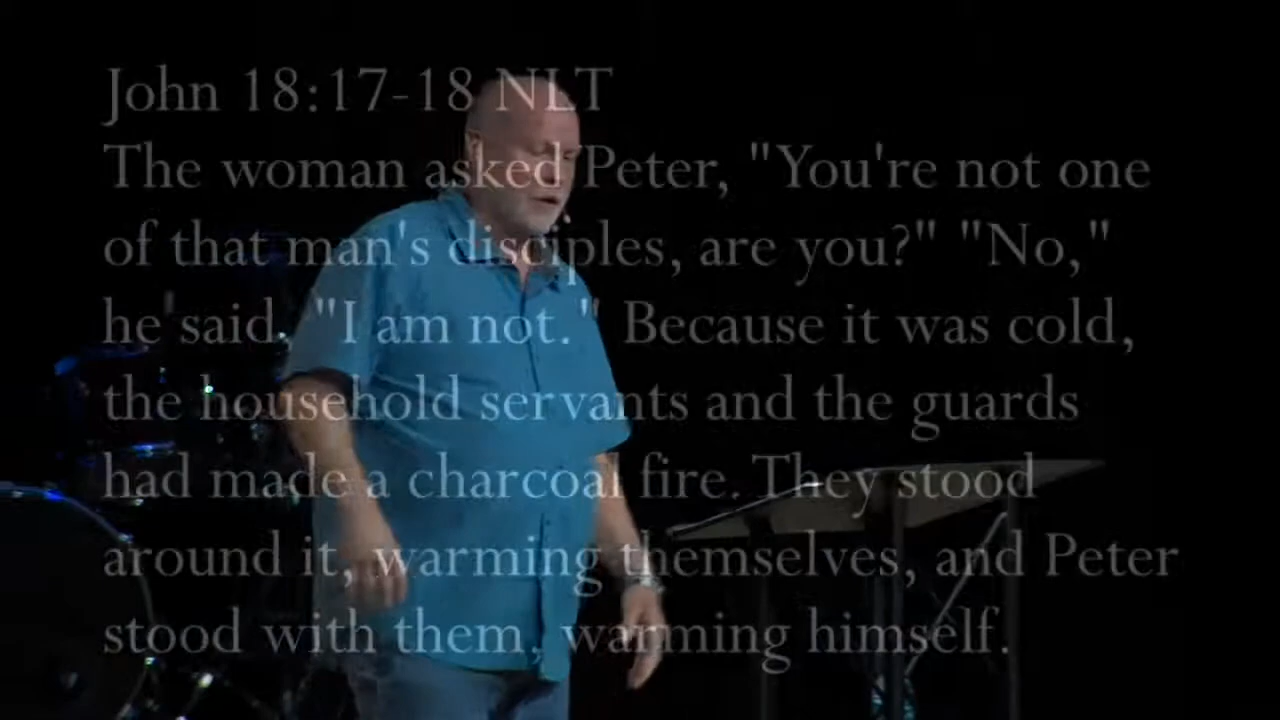 John 18:17-18 NLT
The woman asked Peter, "You're not one
of that man's disciples, are you?" "No,"
he said. "I am not." Because it was cold,
the household servants and the guards
had made a charcoal fire. They stood
around it, warming themselves, and Peter
stood with them, warming himself.